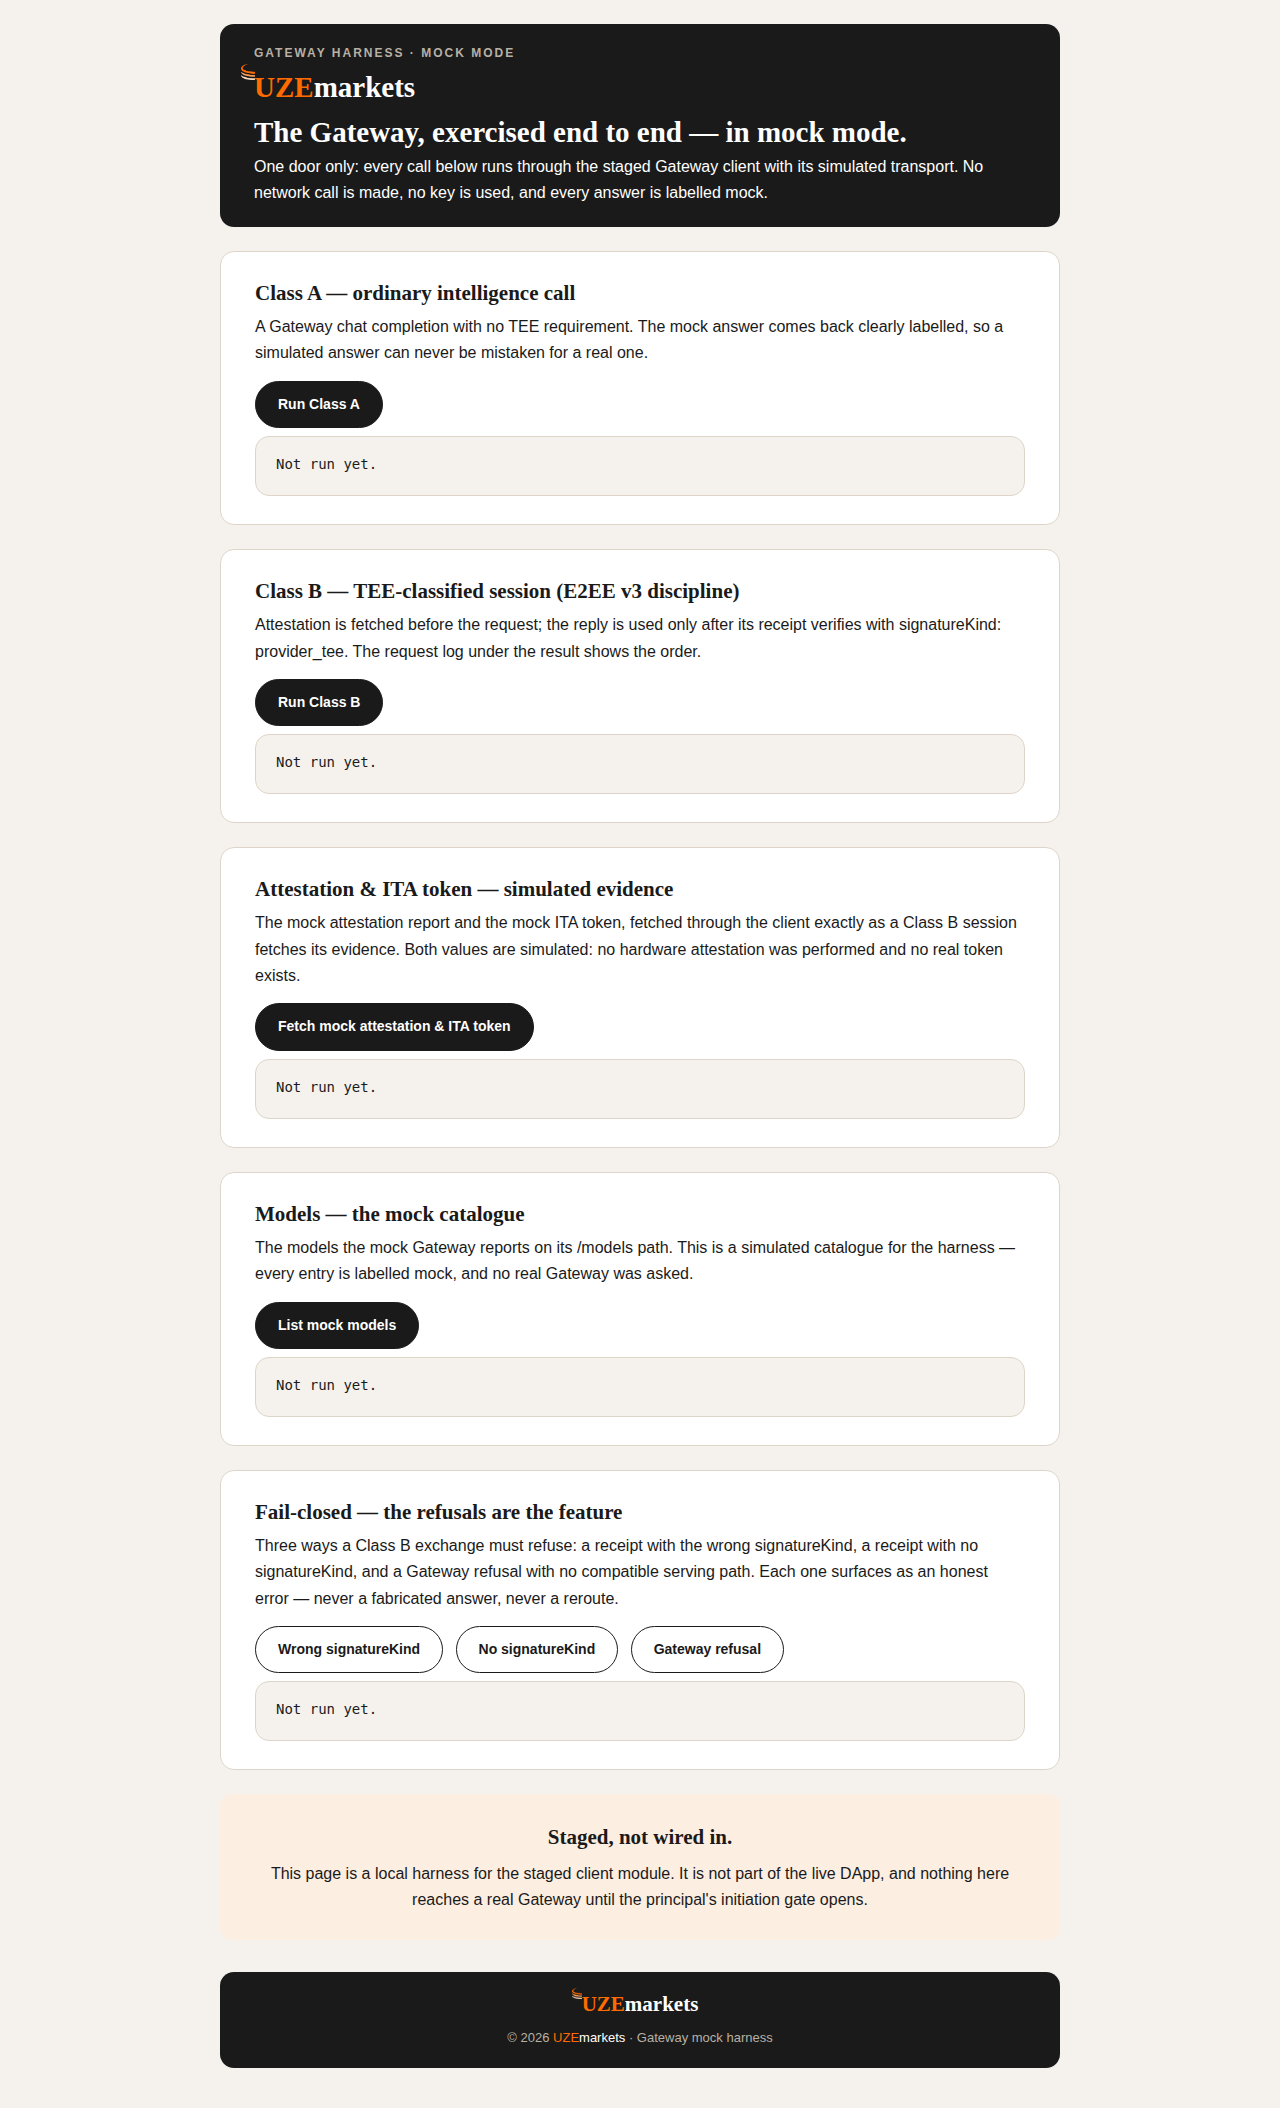 GATEWAY HARNESS · MOCK MODE
UZEmarkets
The Gateway, exercised end to end — in mock mode.
One door only: every call below runs through the staged Gateway client with its simulated transport. No
network call is made, no key is used, and every answer is labelled mock.
Class A — ordinary intelligence call
A Gateway chat completion with no TEE requirement. The mock answer comes back clearly labelled, so a
simulated answer can never be mistaken for a real one.
Run Class A
Not run yet.
Class B — TEE-classified session (E2EE v3 discipline)
Attestation is fetched before the request; the reply is used only after its receipt verifies with signatureKind:
provider_tee. The request log under the result shows the order.
Run Class B
Not run yet.
Attestation & ITA token — simulated evidence
The mock attestation report and the mock ITA token, fetched through the client exactly as a Class B session
fetches its evidence. Both values are simulated: no hardware attestation was performed and no real token
exists.
Fetch mock attestation & ITA token
Not run yet.
Models — the mock catalogue
The models the mock Gateway reports on its /models path. This is a simulated catalogue for the harness —
every entry is labelled mock, and no real Gateway was asked.
List mock models
Not run yet.
Fail-closed — the refusals are the feature
Three ways a Class B exchange must refuse: a receipt with the wrong signatureKind, a receipt with no
signatureKind, and a Gateway refusal with no compatible serving path. Each one surfaces as an honest
error — never a fabricated answer, never a reroute.
Wrong signatureKind No signatureKind Gateway refusal
Not run yet.
Staged, not wired in.
This page is a local harness for the staged client module. It is not part of the live DApp, and nothing here
reaches a real Gateway until the principal's initiation gate opens.
UZEmarkets
© 2026 UZEmarkets · Gateway mock harness